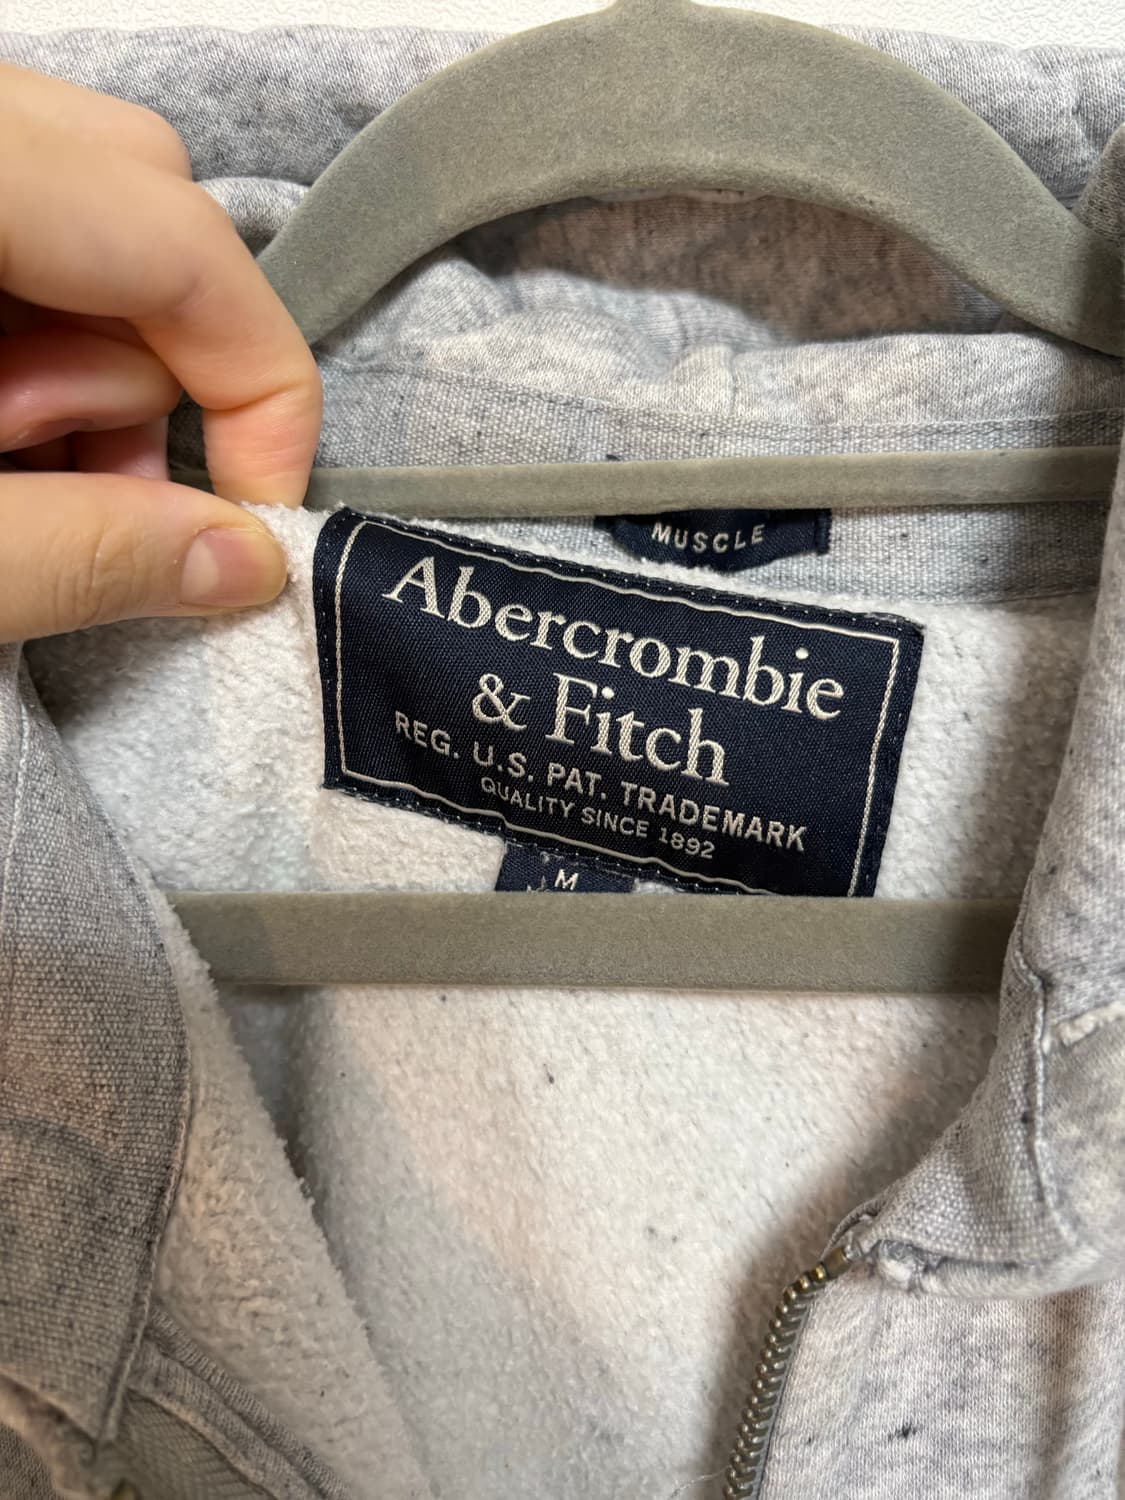 MUSCLE
Abercrombie
& Fitch
REG. U.S. PAT. TRADEMARK
QUALITY SINCE 1892
M